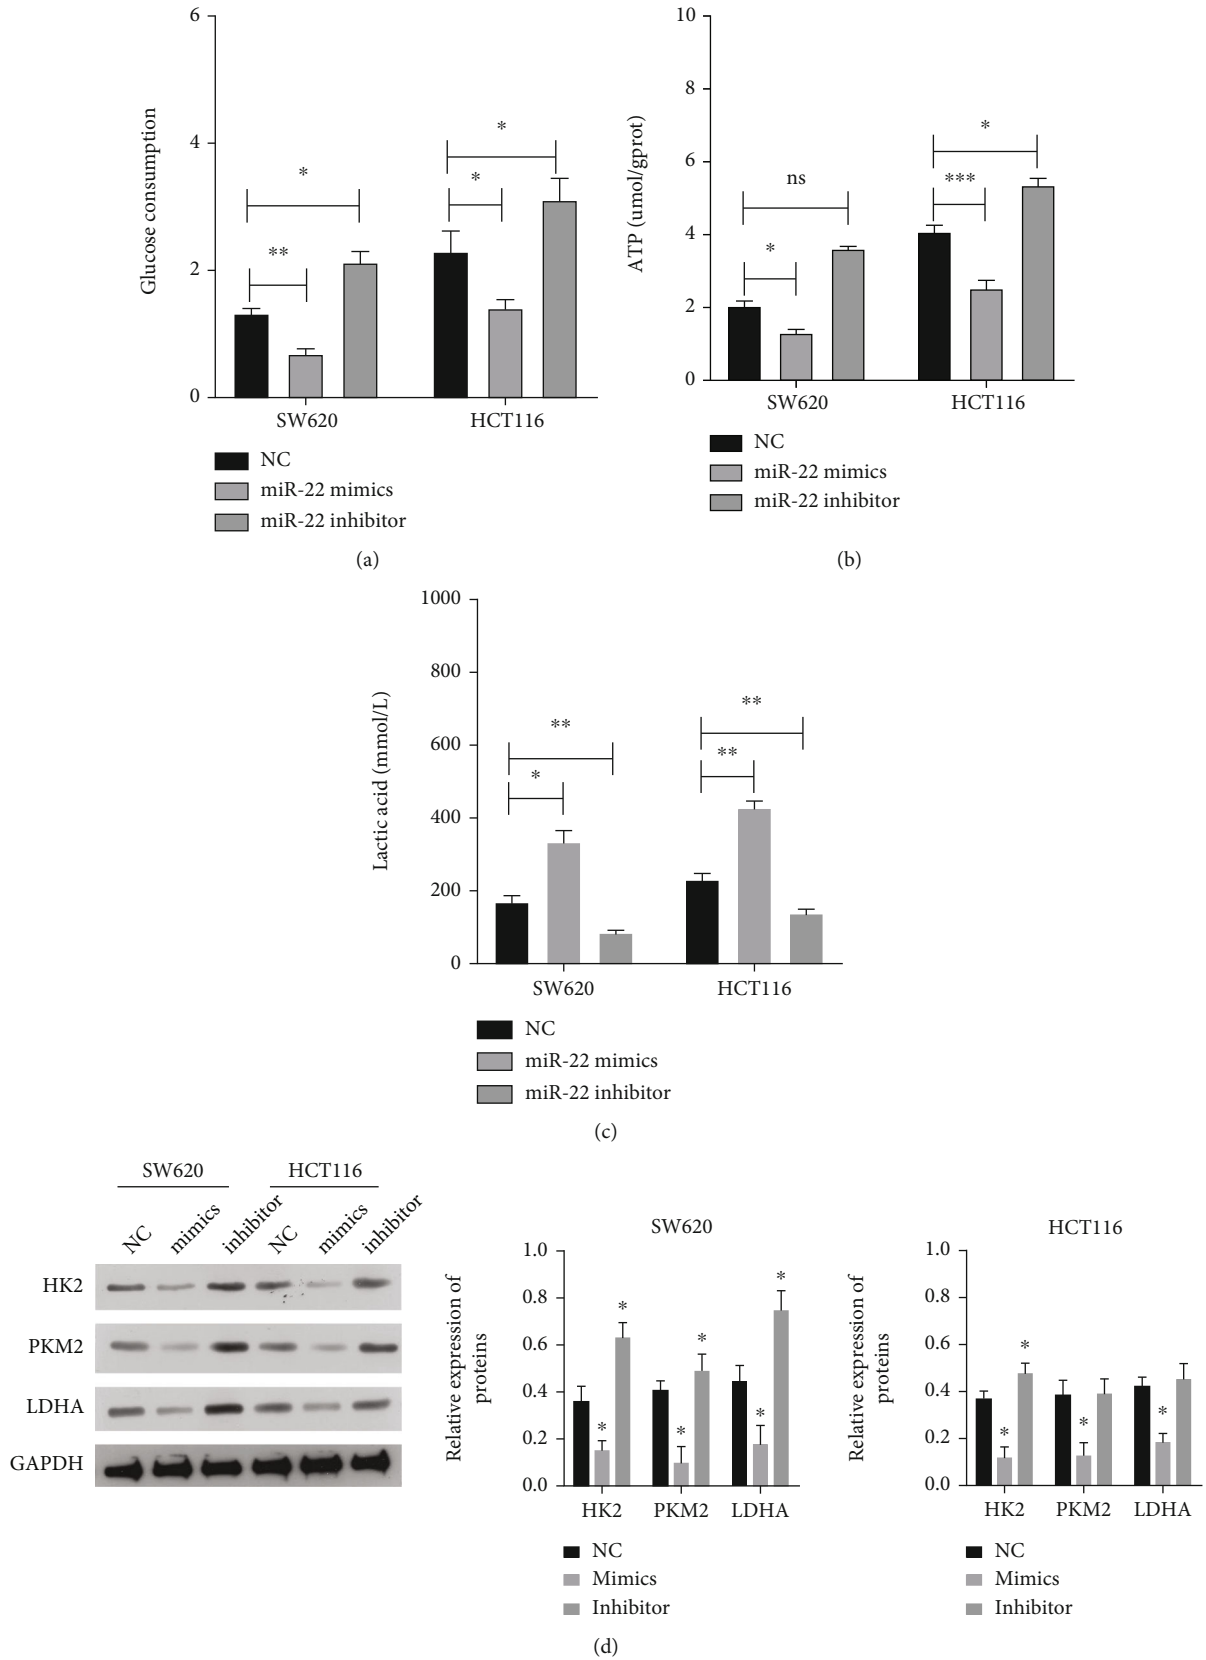 6
4
2
0
Glucose consumption
**
*
*
*
SW620
HCT116
NC
miR-22 mimics
miR-22 inhibitor
(a)
10
8
6
4
2
0
ATP (umol/gprot)
*
ns
***
*
SW620
HCT116
NC
miR-22 mimics
miR-22 inhibitor
(b)
1000
800
600
400
200
0
Lactic acid (mmol/L)
*
**
**
**
SW620
HCT116
NC
miR-22 mimics
miR-22 inhibitor
(c)
SW620
HCT116
NC
mimics
inhibitor
NC
mimics
inhibitor
HK2
PKM2
LDHA
GAPDH
SW620
1.0
0.8
0.6
0.4
0.2
0.0
Relative expression of
proteins
*
*
*
*
*
*
HK2
PKM2
LDHA
NC
Mimics
Inhibitor
HCT116
1.0
0.8
0.6
0.4
0.2
0.0
Relative expression of
proteins
*
*
*
*
HK2
PKM2
LDHA
NC
Mimics
Inhibitor
(d)